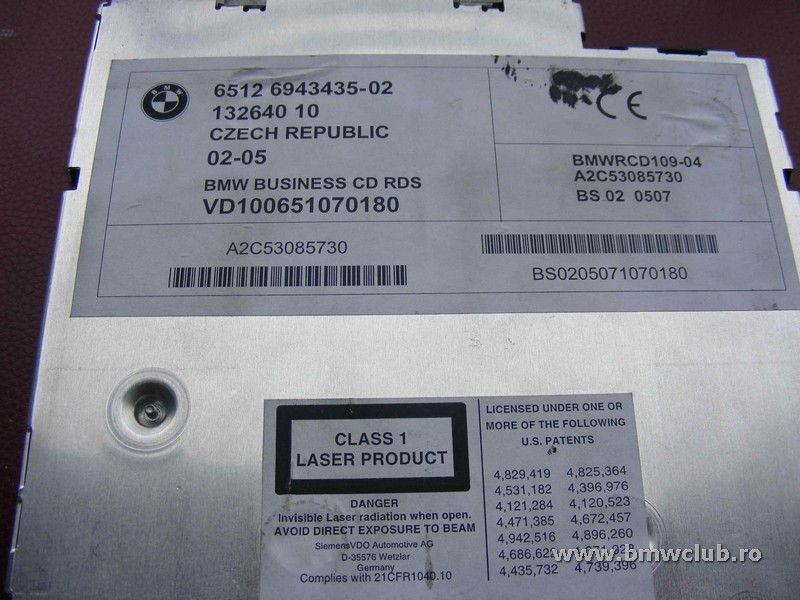 BMW
6512 6943435-02
132640 10
CZECH REPUBLIC
02-05
BMW BUSINESS CD RDS
VD100651070180
CE
BMWRCD109-04
A2C53085730
BS 02 0507
A2C53085730
BS0205071070180
CLASS 1
LASER PRODUCT
DANGER
Invisible Laser radiation when open.
AVOID DIRECT EXPOSURE TO BEAM
SiemensVDO Automotive AG
D-35576 Wetzlar
Germany
Complies with 21CFR1040.10
LICENSED UNDER ONE OR
MORE OF THE FOLLOWING
U.S. PATENTS
4,829,419 4,825,364
4,531,182 4,396,976
4,121,284 4,120,523
4,471,385 4,672,457
4,942,516 4,896,260
4,435,732 4,739,396
www.bmwclub.ro